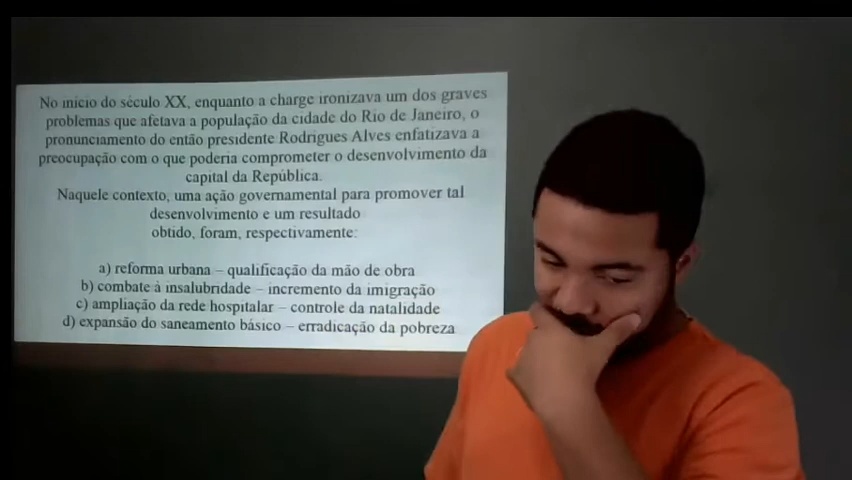 No início do século XX, enquanto a charge ironizava um dos graves
problemas que afetava a população da cidade do Rio de Janeiro, o
pronunciamento do então presidente Rodrigues Alves enfatizava a
preocupação com o que poderia comprometer o desenvolvimento da
capital da República.
Naquele contexto, uma ação governamental para promover tal
desenvolvimento e um resultado
obtido, foram, respectivamente:
a) reforma urbana – qualificação da mão de obra
b) combate à insalubridade – incremento da imigração
c) ampliação da rede hospitalar – controle da natalidade
d) expansão do saneamento básico – erradicação da pobreza